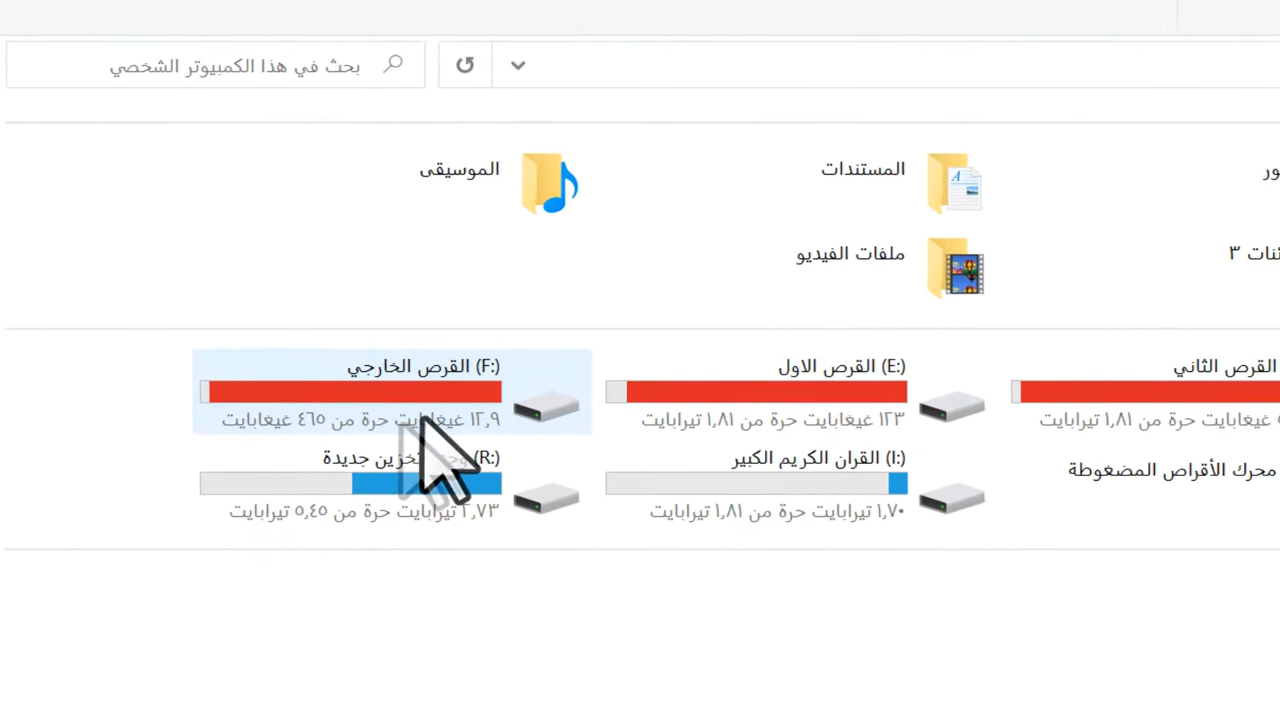 بحث في هذا الكمبيوتر الشخصي
المستندات
الموسيقى
ملفات الفيديو
القرص الثاني
القرص الاول (E:)
١٢٣ غيغابايت حرة من ١,٨١ تيرابايت
القرص الخارجي (F:)
١٢,٩ غيغابايت حرة من ٤٦٥ غيغابايت
غيغابايت حرة من ١,٨١ تيرابايت
محرك الأقراص المضغوطة
القران الكريم الكبير (I:)
١,٧٠ تيرابايت حرة من ١,٨١ تيرابايت
تخزين جديدة (R:)
تيرابايت حرة من ٥,٤٥ تيرابايت